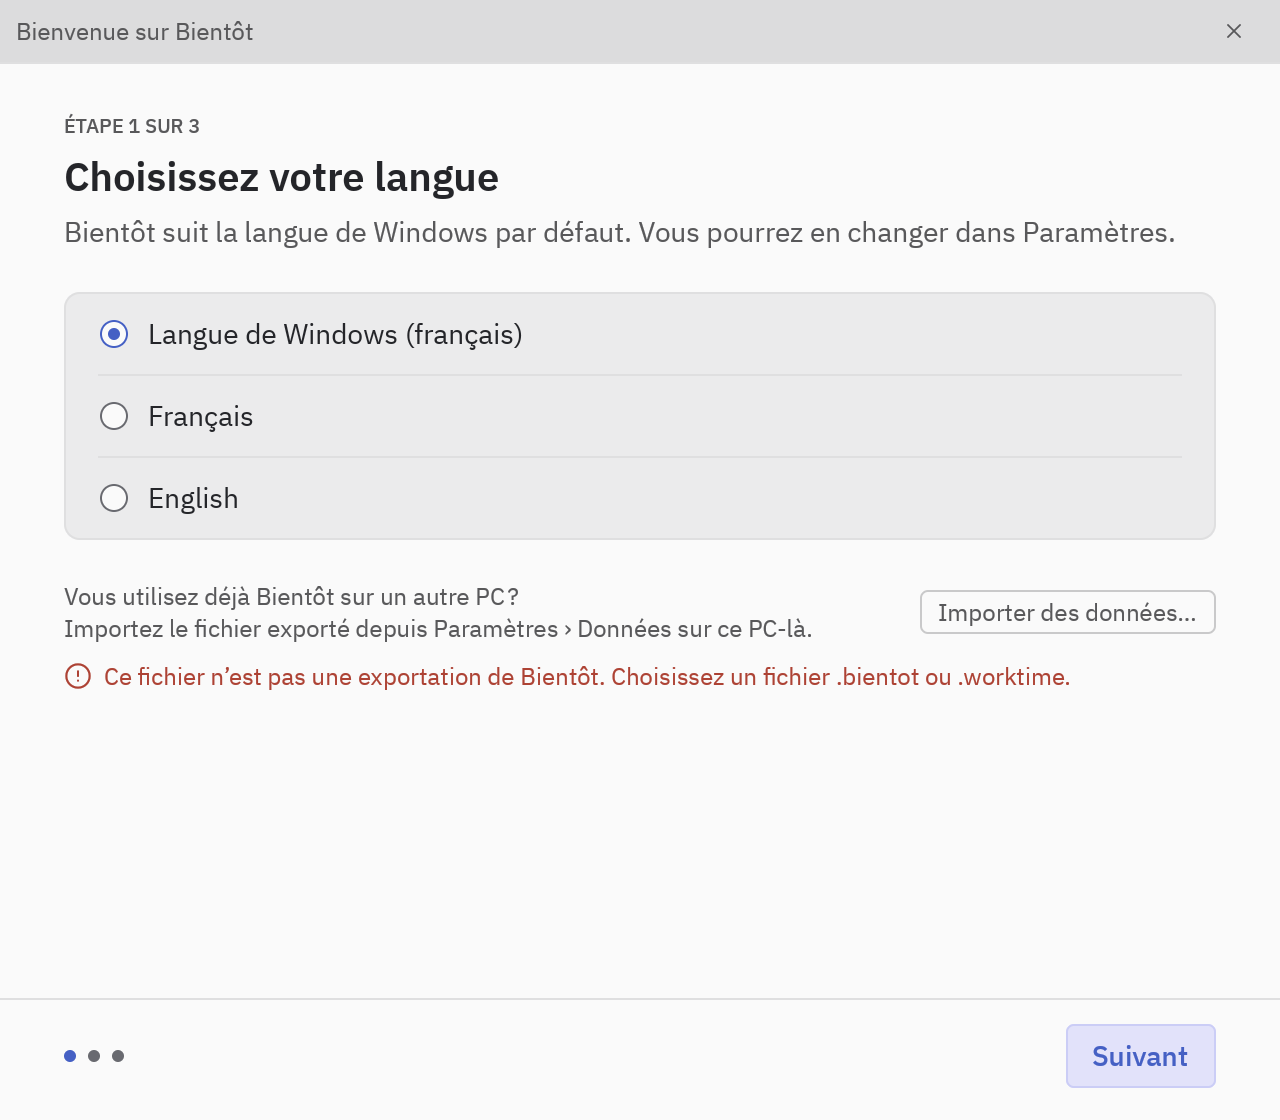 Bienvenue sur Bientôt
ÉTAPE 1 SUR 3
Choisissez votre langue
Bientôt suit la langue de Windows par défaut. Vous pourrez en changer dans Paramètres.
Langue de Windows (français)
Français
English
Vous utilisez déjà Bientôt sur un autre PC ?
Importez le fichier exporté depuis Paramètres › Données sur ce PC-là.
Importer des données…
Ce fichier n’est pas une exportation de Bientôt. Choisissez un fichier .bientot ou .worktime.
Suivant